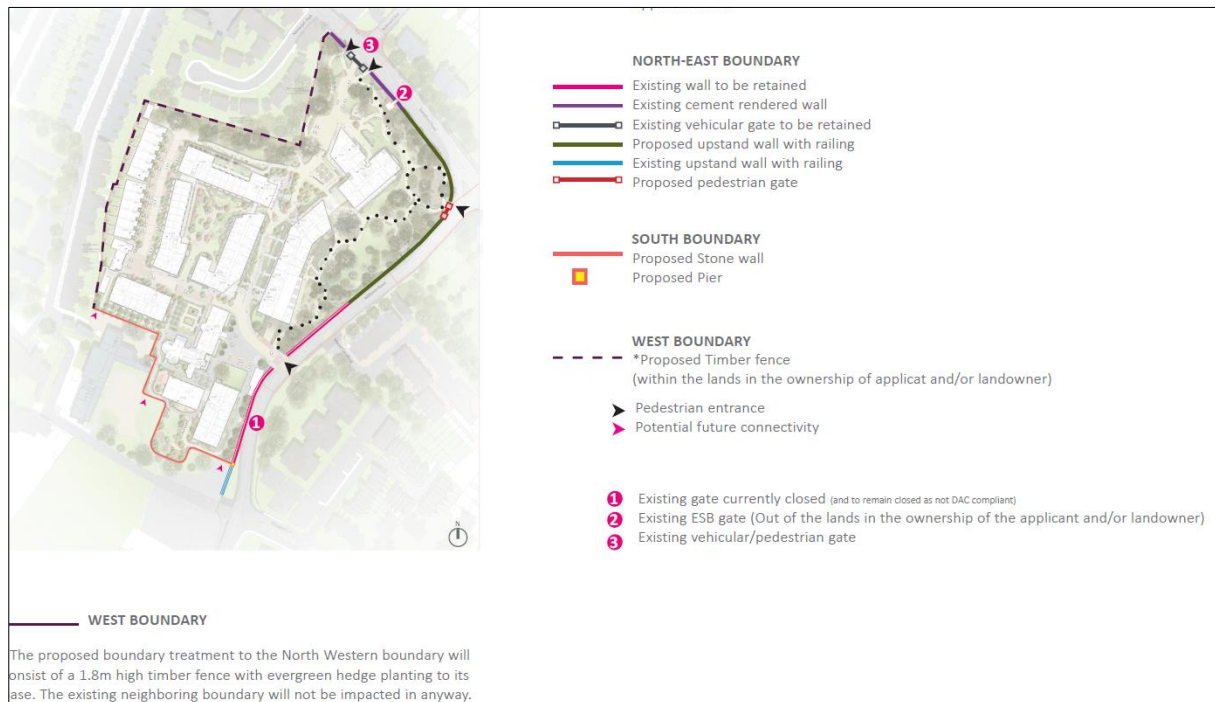 NORTH-EAST BOUNDARY
Existing wall to be retained
Existing cement rendered wall
Existing vehicular gate to be retained
Proposed upstand wall with railing
Existing upstand wall with railing
Proposed pedestrian gate
SOUTH BOUNDARY
Proposed Stone wall
Proposed Pier
WEST BOUNDARY
*Proposed Timber fence
(within the lands in the ownership of applicat and/or landowner)
Pedestrian entrance
Potential future connectivity
1 Existing gate currently closed (and to remain closed as not DAC compliant)
2 Existing ESB gate (Out of the lands in the ownership of the applicant and/or landowner)
3 Existing vehicular/pedestrian gate
3
2
1
N
WEST BOUNDARY
The proposed boundary treatment to the North Western boundary will
onsist of a 1.8m high timber fence with evergreen hedge planting to its
ase. The existing neighboring boundary will not be impacted in anyway.